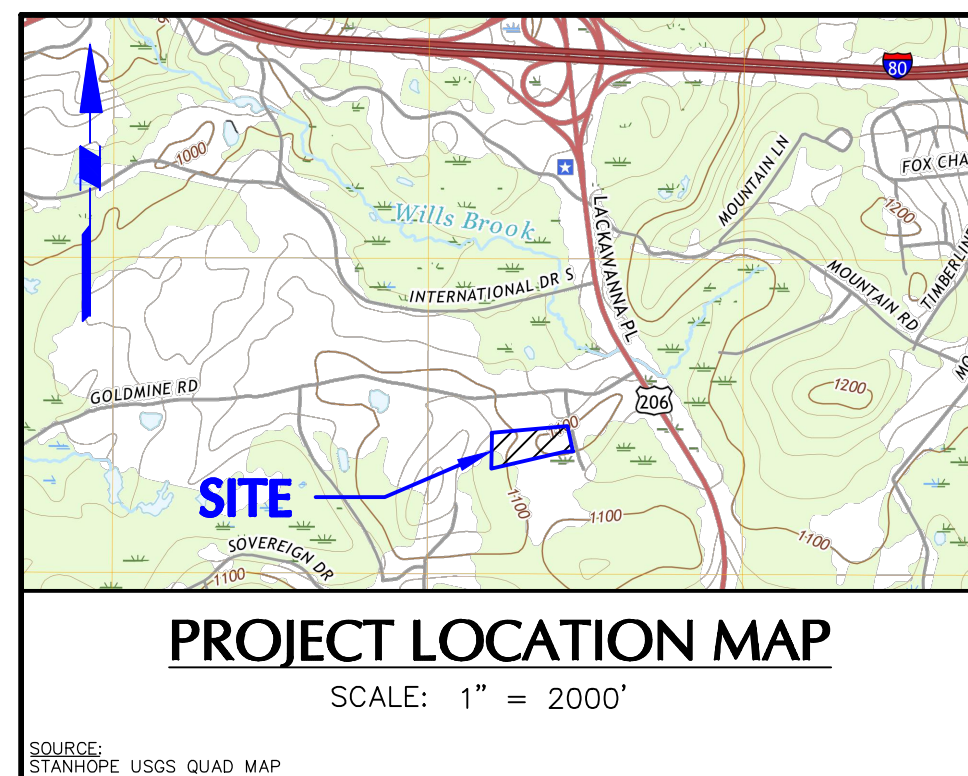 80
1000
MOUNTAIN LN
FOX CHA
1200
Wills Brook
LACKAWANNA PL
INTERNATIONAL DR S
MOUNTAIN RD
TIMBERLINE
MO
GOLDMINE RD
206
1200
1100
SITE
1100
1100
1100
SOVEREIGN DR
1100
PROJECT LOCATION MAP
SCALE: 1" = 2000'
SOURCE:
STANHOPE USGS QUAD MAP